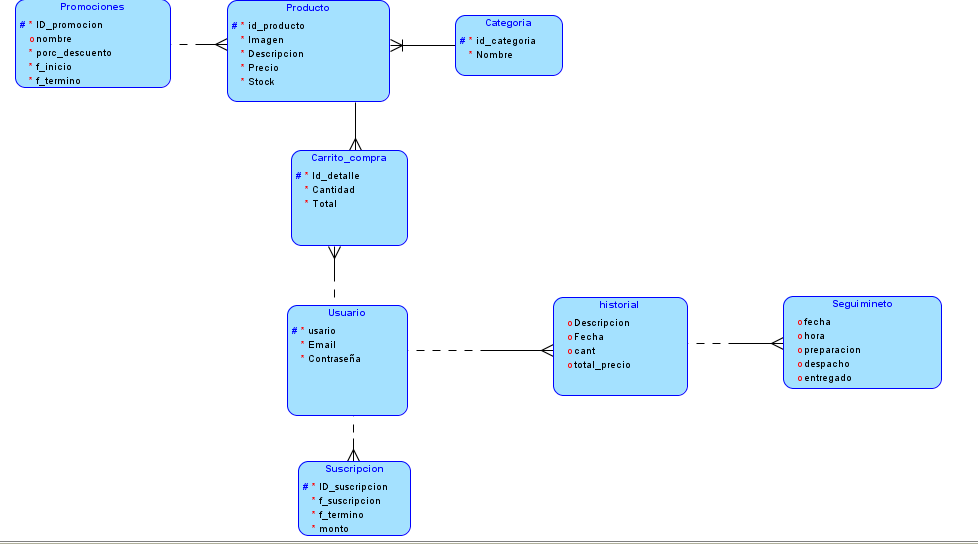 Promociones
# * ID_promocion
o nombre
* porc_descuento
* f_inicio
* f_termino
Producto
# * id_producto
* Imagen
* Descripcion
* Precio
* Stock
Categoria
# * id_categoria
* Nombre
Carrito_compra
# * Id_detalle
* Cantidad
* Total
Usuario
# * usario
* Email
* Contraseña
historial
o Descripcion
o Fecha
o cant
o total_precio
Seguimineto
o fecha
o hora
o preparacion
o despacho
o entregado
Suscripcion
# * ID_suscripcion
* f_suscripcion
* f_termino
* monto